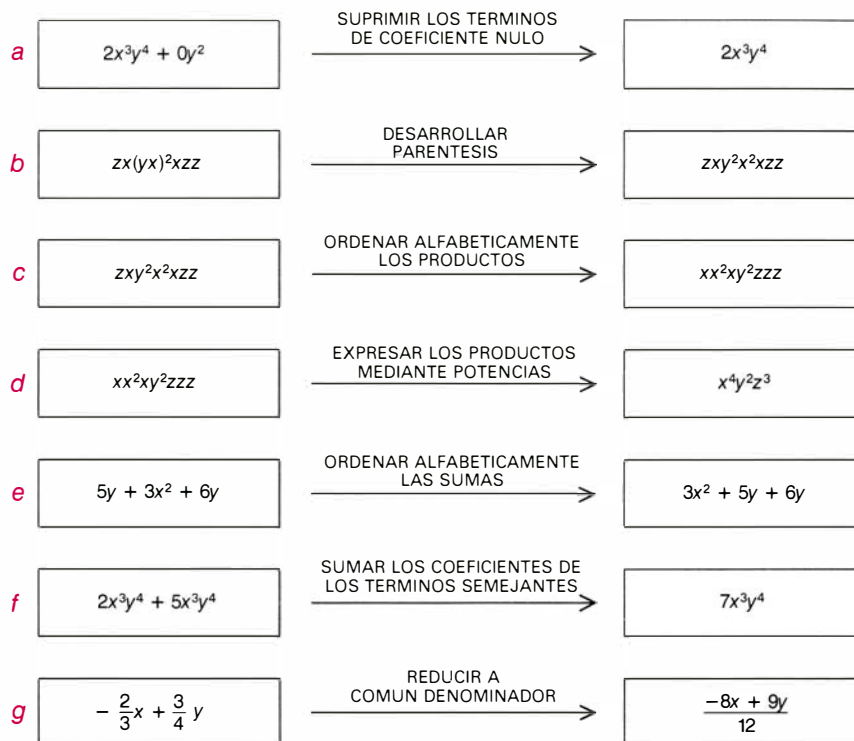 a
2x³y⁴ + 0y²
SUPRIMIR LOS TERMINOS
DE COEFICIENTE NULO
2x³y⁴
b
zx(yx)²xzz
DESARROLLAR
PARENTESIS
zxy²x²xzz
c
zxy²x²xzz
ORDENAR ALFABETICAMENTE
LOS PRODUCTOS
xx²xy²zzz
d
xx²xy²zzz
EXPRESAR LOS PRODUCTOS
MEDIANTE POTENCIAS
x⁴y²z³
e
5y + 3x² + 6y
ORDENAR ALFABETICAMENTE
LAS SUMAS
3x² + 5y + 6y
f
2x³y⁴ + 5x³y⁴
SUMAR LOS COEFICIENTES DE
LOS TERMINOS SEMEJANTES
7x³y⁴
g
− 2/3 x + 3/4 y
REDUCIR A
COMUN DENOMINADOR
−8x + 9y
12